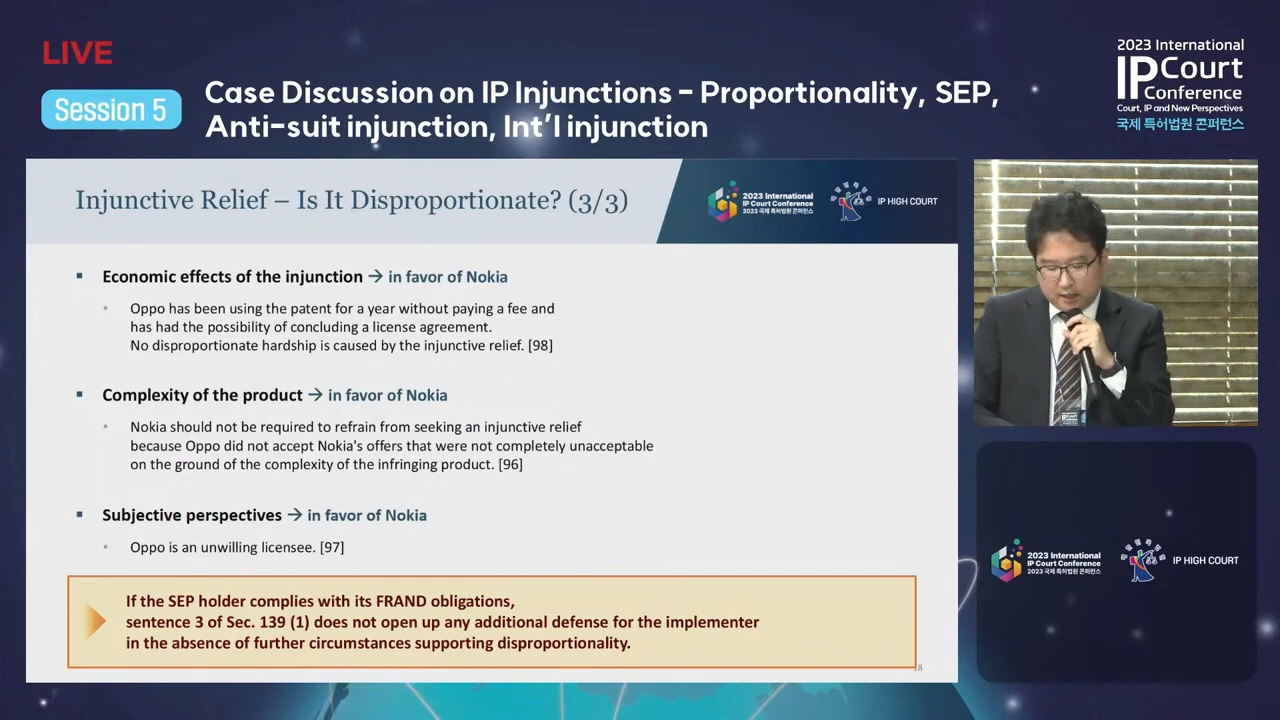 LIVE
Session 5
Case Discussion on IP Injunctions - Proportionality, SEP,
Anti-suit injunction, Int'l injunction
2023 International
IP Court
Conference
Court, IP and New Perspectives
국제 특허법원 콘퍼런스
Injunctive Relief – Is It Disproportionate? (3/3)
2023 International
IP Court Conference
2023 국제 특허법원 콘퍼런스
IP HIGH COURT
▪ Economic effects of the injunction → in favor of Nokia
• Oppo has been using the patent for a year without paying a fee and
has had the possibility of concluding a license agreement.
No disproportionate hardship is caused by the injunctive relief. [98]
▪ Complexity of the product → in favor of Nokia
• Nokia should not be required to refrain from seeking an injunctive relief
because Oppo did not accept Nokia's offers that were not completely unacceptable
on the ground of the complexity of the infringing product. [96]
▪ Subjective perspectives → in favor of Nokia
• Oppo is an unwilling licensee. [97]
If the SEP holder complies with its FRAND obligations,
sentence 3 of Sec. 139 (1) does not open up any additional defense for the implementer
in the absence of further circumstances supporting disproportionality.
2023 International
IP Court Conference
2023 국제 특허법원 콘퍼런스
IP HIGH COURT